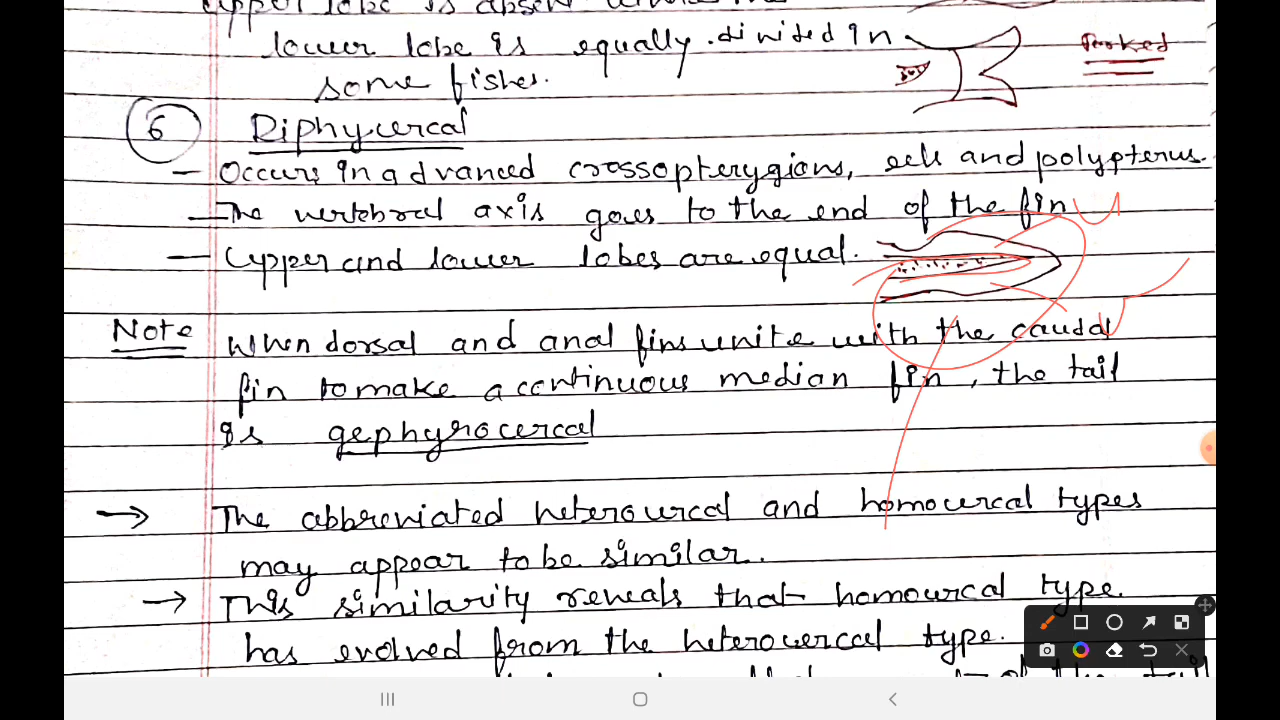 upper lobe is absent
lower lobe is equally divided in
some fishes.
Forked
6 Diphycercal
- Occurs in advanced crossopterygians, eels and polypterus
- The vertebral axis goes to the end of the fin
- Upper and lower lobes are equal.
Note When dorsal and anal fins unite with the caudal
fin to make a continuous median fin, the tail
is gephyrocercal
→ The abbreviated heterocercal and homocercal types
may appear to be similar.
→ This similarity reveals that homocercal type.
has evolved from the heterocercal type.